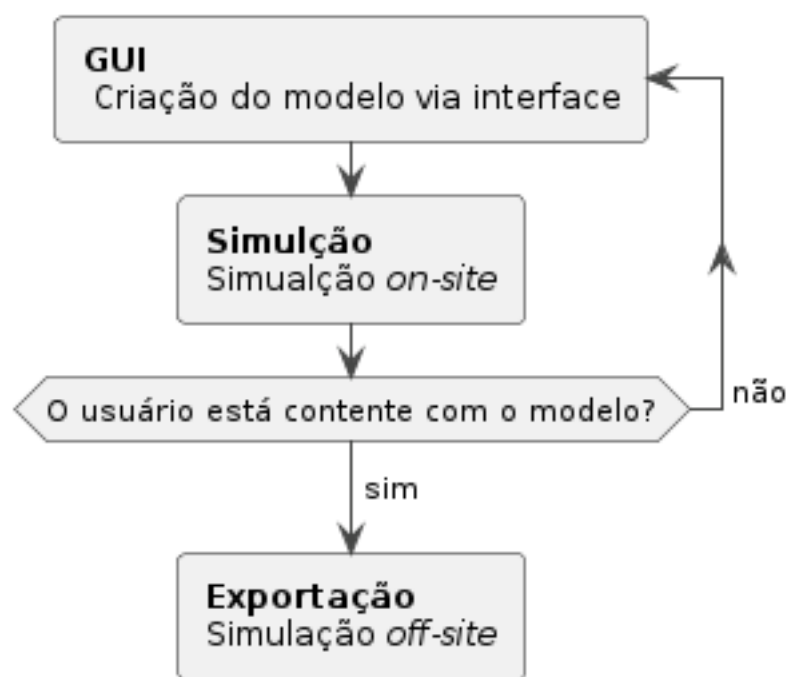 GUI
Criação do modelo via interface
Simulção
Simualção on-site
O usuário está contente com o modelo?
não
sim
Exportação
Simulação off-site